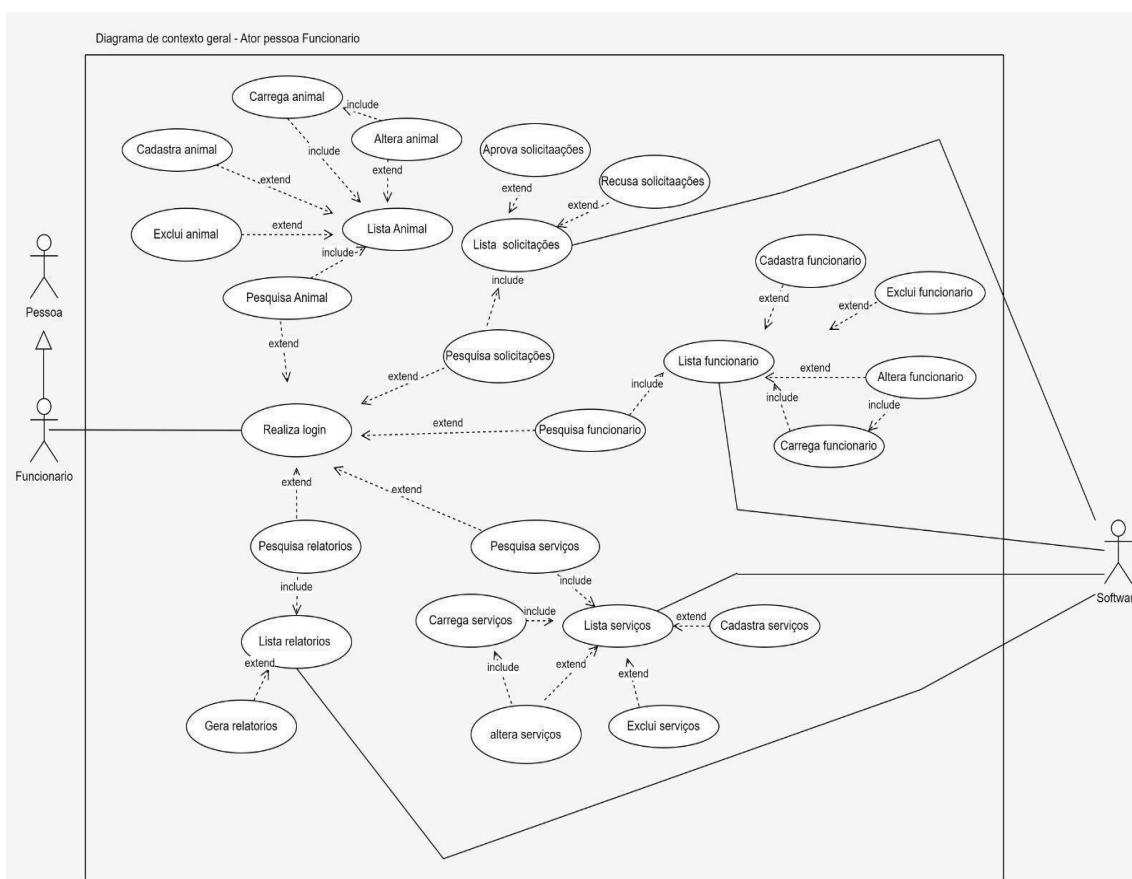 Diagrama de contexto geral - Ator pessoa Funcionario
Carrega animal
include
Altera animal
Cadastra animal
include
extend
extend
Aprova solicitaações
extend
Recusa solicitaações
extend
Exclui animal
extend
Lista Animal
include
Lista solicitações
include
Pesquisa Animal
extend
Pessoa
Cadastra funcionario
extend
Exclui funcionario
extend
Pesquisa solicitações
extend
Lista funcionario
extend
Altera funcionario
include
include
include
Carrega funcionario
Realiza login
extend
Pesquisa funcionario
Funcionario
extend
extend
Pesquisa relatorios
include
Pesquisa serviços
include
Software
Carrega serviços
include
Lista serviços
extend
Cadastra serviços
Lista relatorios
extend
include
extend
extend
Gera relatorios
altera serviços
Exclui serviços